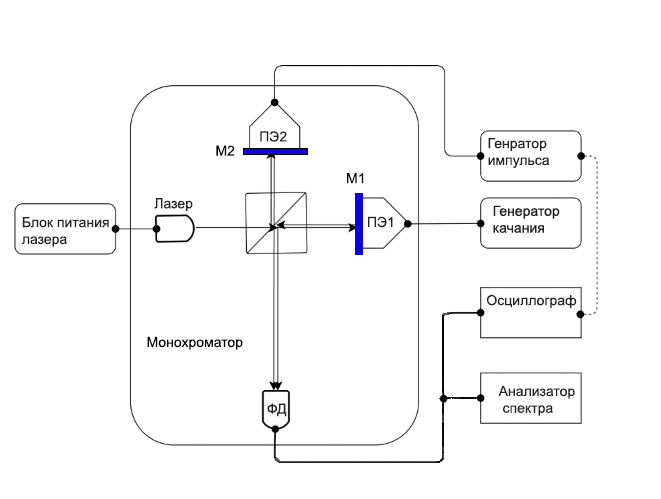 ПЭ2
М2
Генратор
импульса
М1
Лазер
Блок питания
лазера
ПЭ1
Генератор
качания
Осциллограф
Монохроматор
ФД
Анализатор
спектра